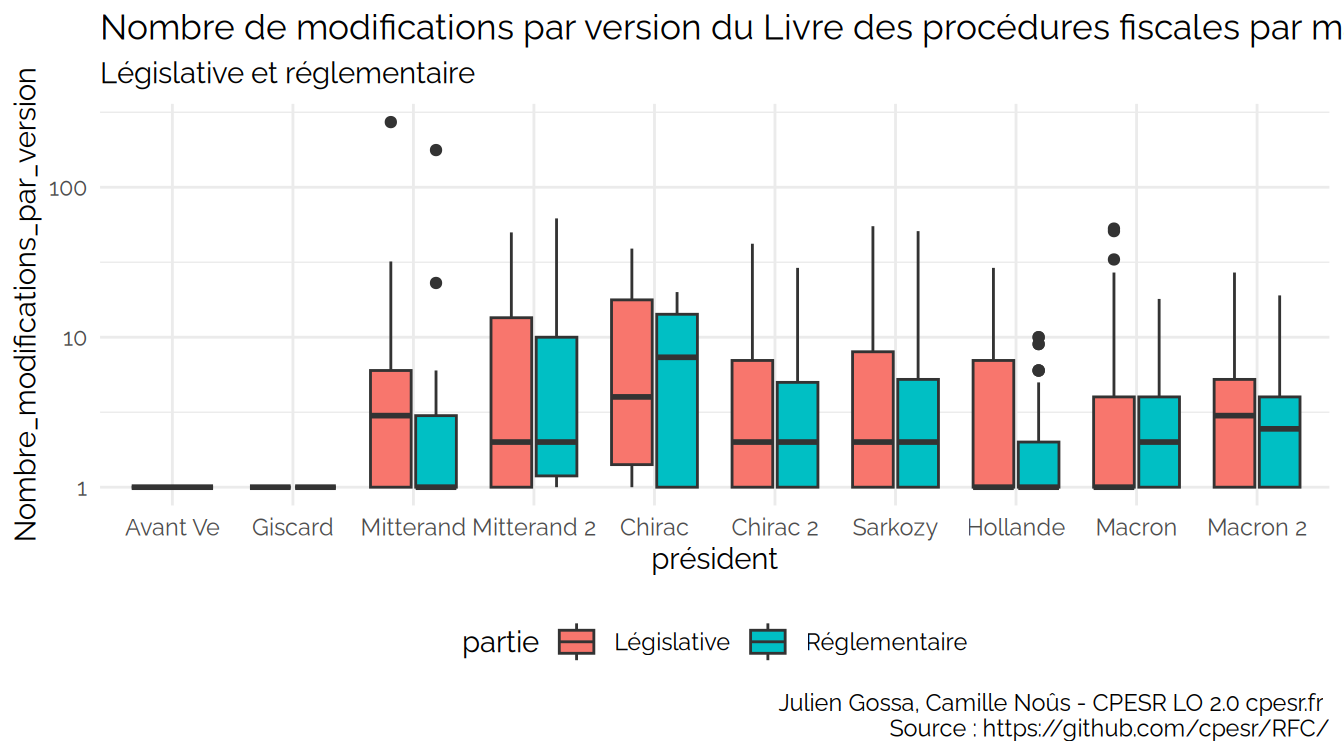 Nombre de modifications par version du Livre des procédures fiscales par m
Législative et réglementaire
Nombre_modifications_par_version
100
10
1
Avant Ve Giscard Mitterand Mitterand 2 Chirac Chirac 2 Sarkozy Hollande Macron Macron 2
président
partie Législative Réglementaire
Julien Gossa, Camille Noûs - CPESR LO 2.0 cpesr.fr
Source : https://github.com/cpesr/RFC/